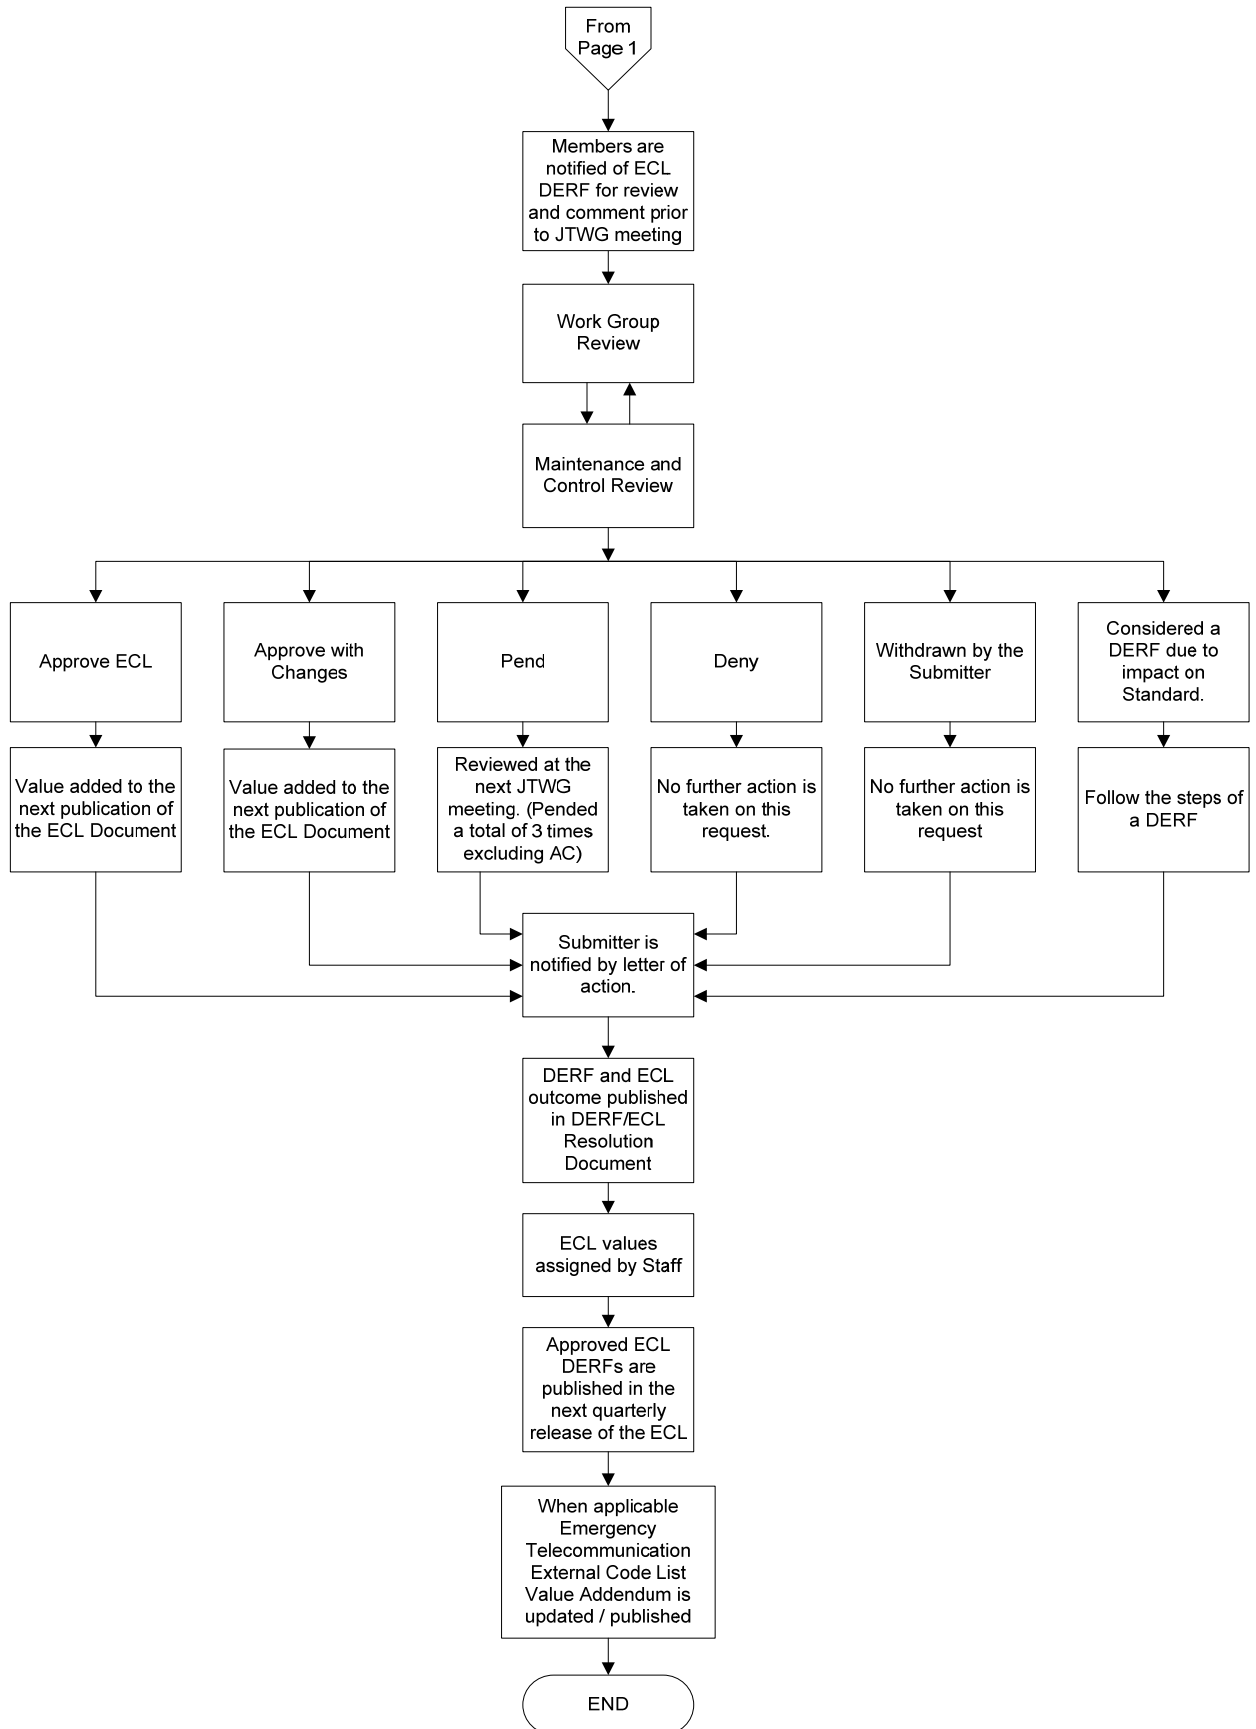 From
Page 1
Members are
notified of ECL
DERF for review
and comment prior
to JTWG meeting
Work Group
Review
Maintenance and
Control Review
Approve ECL
Approve with
Changes
Pend
Deny
Withdrawn by the
Submitter
Considered a
DERF due to
impact on
Standard.
Value added to the
next publication of
the ECL Document
Value added to the
next publication of
the ECL Document
Reviewed at the
next JTWG
meeting. (Pended
a total of 3 times
excluding AC)
No further action is
taken on this
request.
No further action is
taken on this
request
Follow the steps of
a DERF
Submitter is
notified by letter of
action.
DERF and ECL
outcome published
in DERF/ECL
Resolution
Document
ECL values
assigned by Staff
Approved ECL
DERFs are
published in the
next quarterly
release of the ECL
When applicable
Emergency
Telecommunication
External Code List
Value Addendum is
updated / published
END